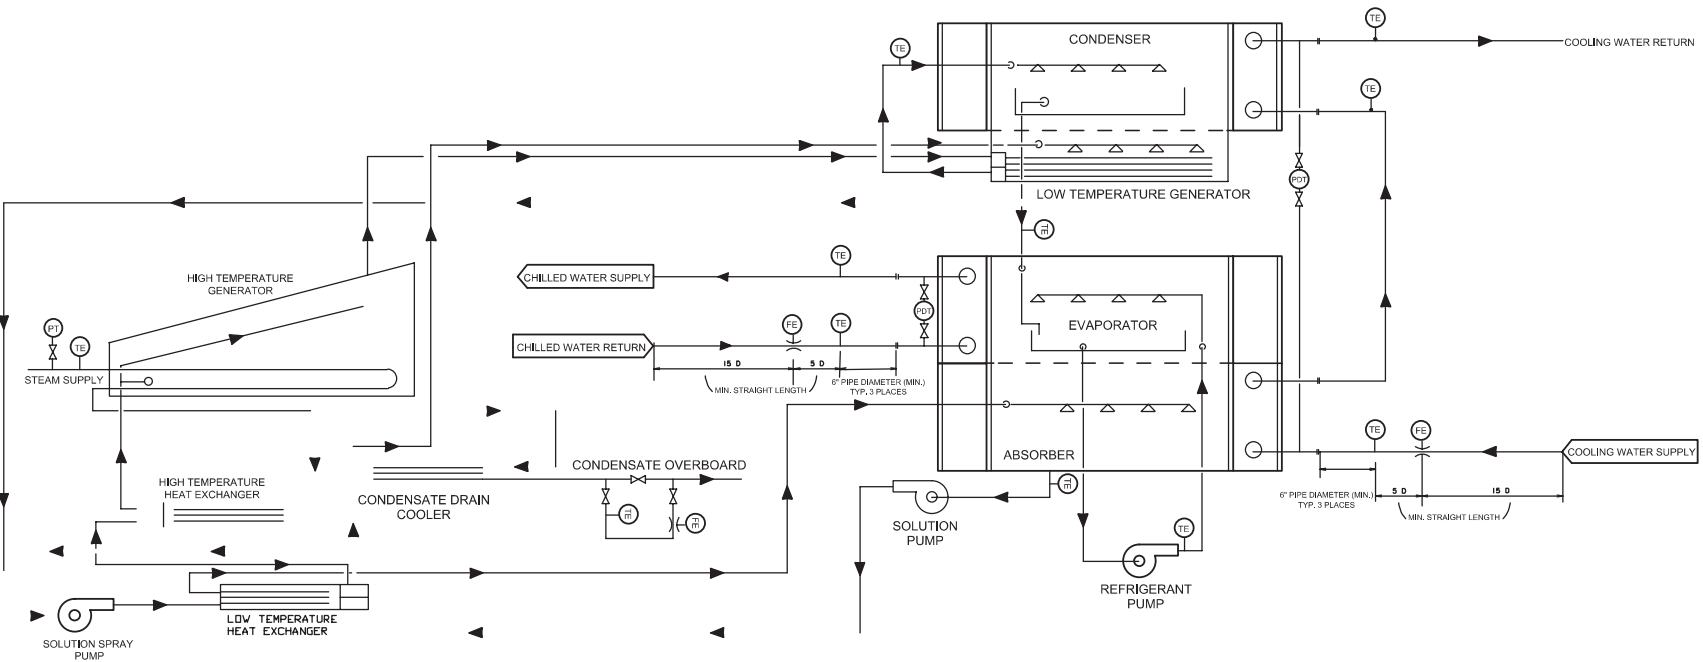 TE
COOLING WATER RETURN
CONDENSER
TE
TE
PDT
LOW TEMPERATURE GENERATOR
TE
HIGH TEMPERATURE
GENERATOR
TE
CHILLED WATER SUPPLY
PDT
PT
TE
FE
TE
EVAPORATOR
CHILLED WATER RETURN
STEAM SUPPLY
15 D
5 D
MIN. STRAIGHT LENGTH
6" PIPE DIAMETER (MIN.)
TYP. 3 PLACES
TE
FE
ABSORBER
COOLING WATER SUPPLY
CONDENSATE OVERBOARD
HIGH TEMPERATURE
HEAT EXCHANGER
CONDENSATE DRAIN
COOLER
TE
FE
TE
SOLUTION
PUMP
TE
6" PIPE DIAMETER (MIN.)
TYP. 3 PLACES
5 D
15 D
MIN. STRAIGHT LENGTH
REFRIGERANT
PUMP
LOW TEMPERATURE
HEAT EXCHANGER
SOLUTION SPRAY
PUMP